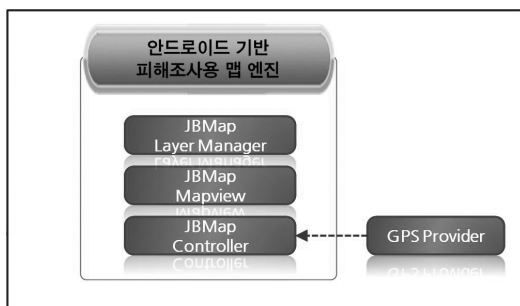 안드로이드 기반
피해조사용 맵 엔진
JBMap
Layer Manager
JBMap
Mapview
JBMap
Controller
GPS Provider